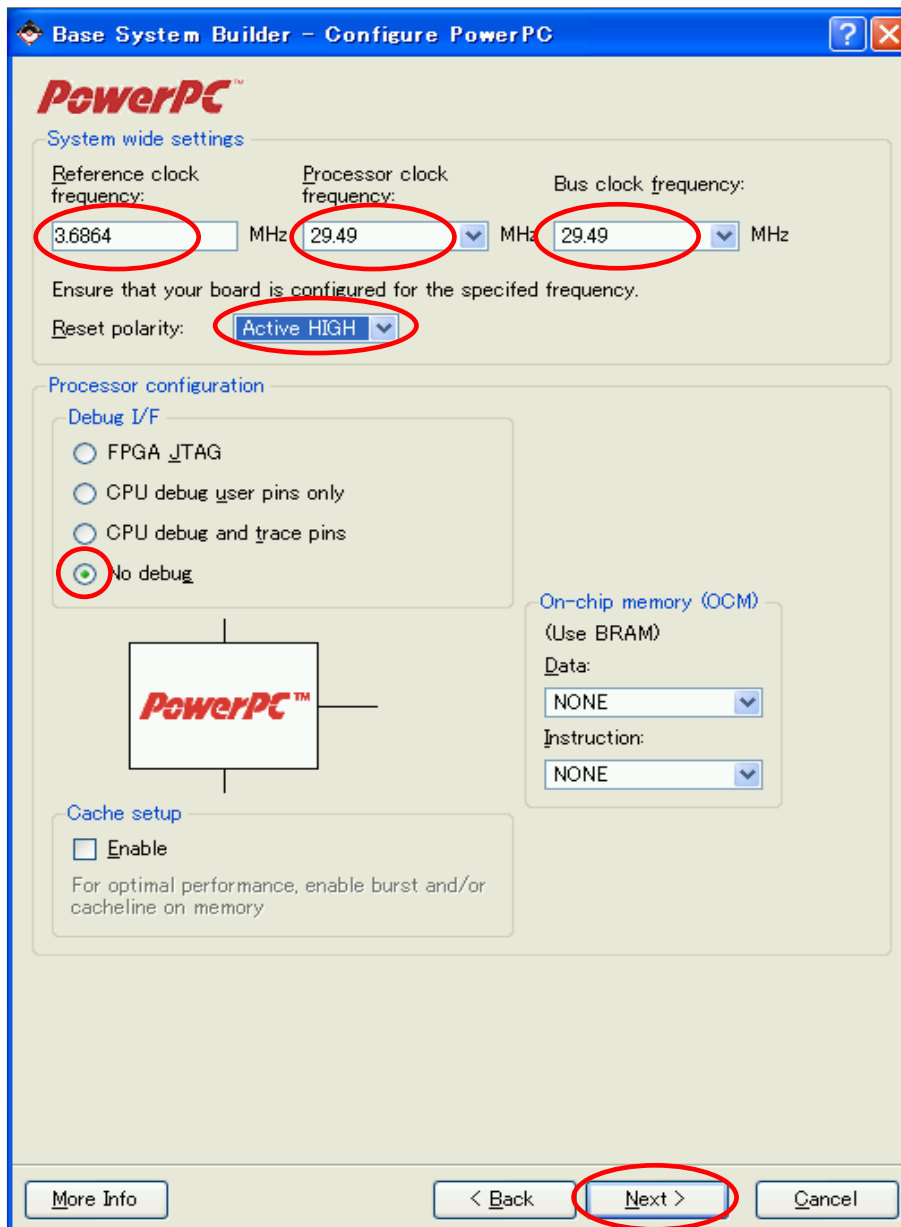 Base System Builder - Configure PowerPC
PowerPC™
System wide settings
Reference clock
frequency:
Processor clock
frequency:
Bus clock frequency:
3.6864 MHz 29.49 MHz 29.49 MHz
Ensure that your board is configured for the specifed frequency.
Reset polarity: Active HIGH
Processor configuration
Debug I/F
FPGA JTAG
CPU debug user pins only
CPU debug and trace pins
No debug
On-chip memory (OCM)
(Use BRAM)
Data:
NONE
Instruction:
NONE
PowerPC™
Cache setup
Enable
For optimal performance, enable burst and/or
cacheline on memory
More Info < Back Next > Cancel